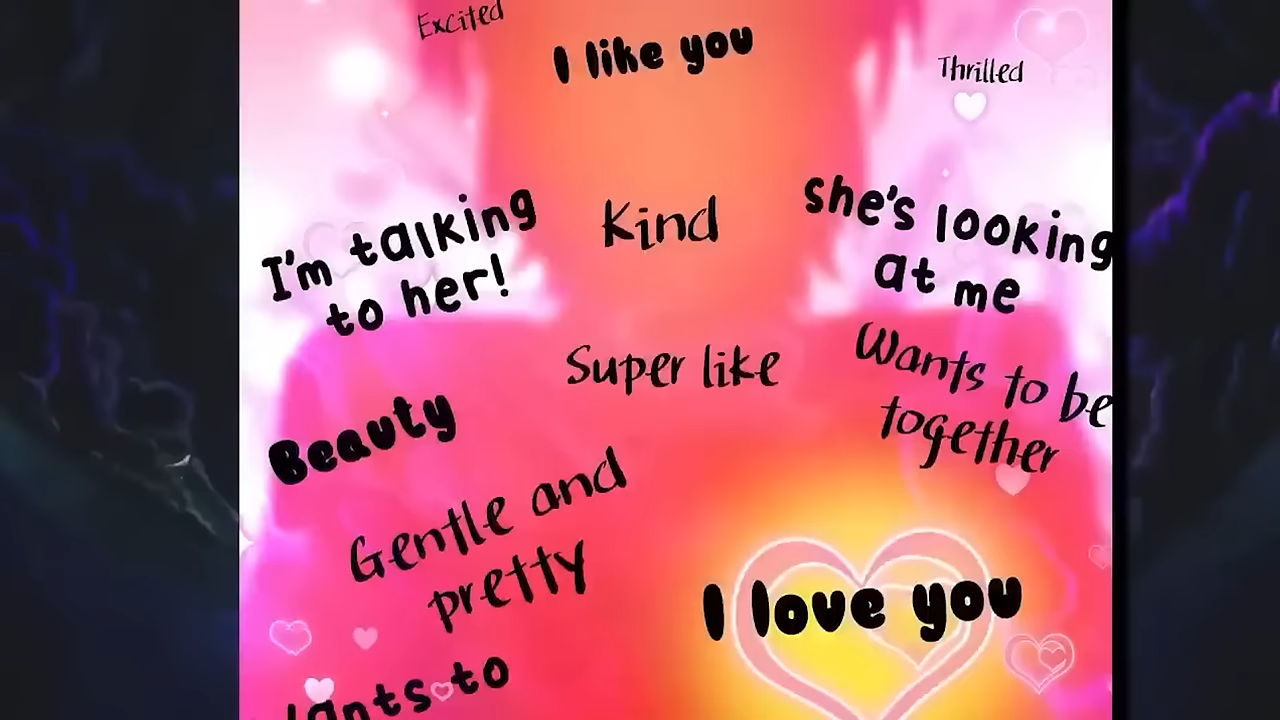 Excited
I like you
Thrilled
I'm talking
to her!
Kind
she's looking
at me
Super like
Wants to be
together
Beauty
Gentle and
pretty
I love you
to